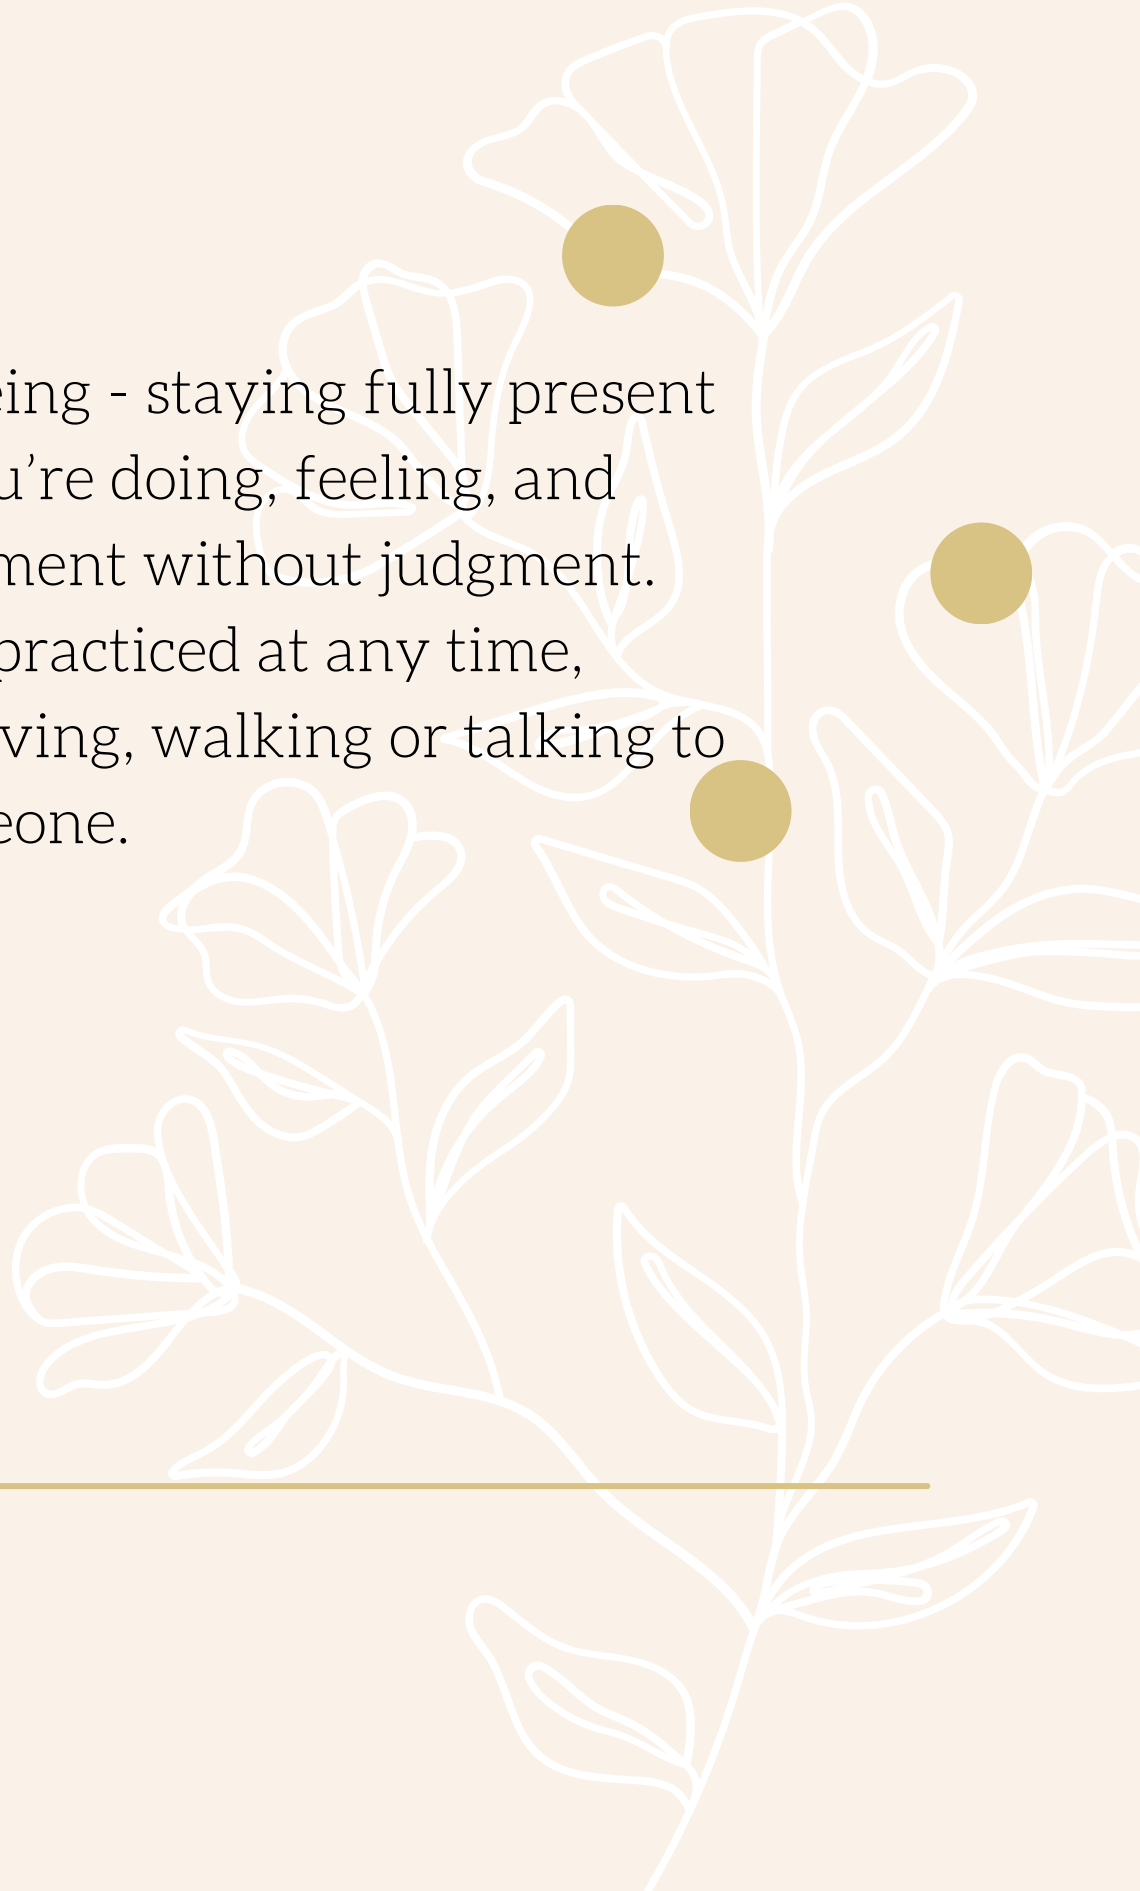 eing - staying fully present
u’re doing, feeling, and
ment without judgment.
practiced at any time,
ving, walking or talking to
eone.